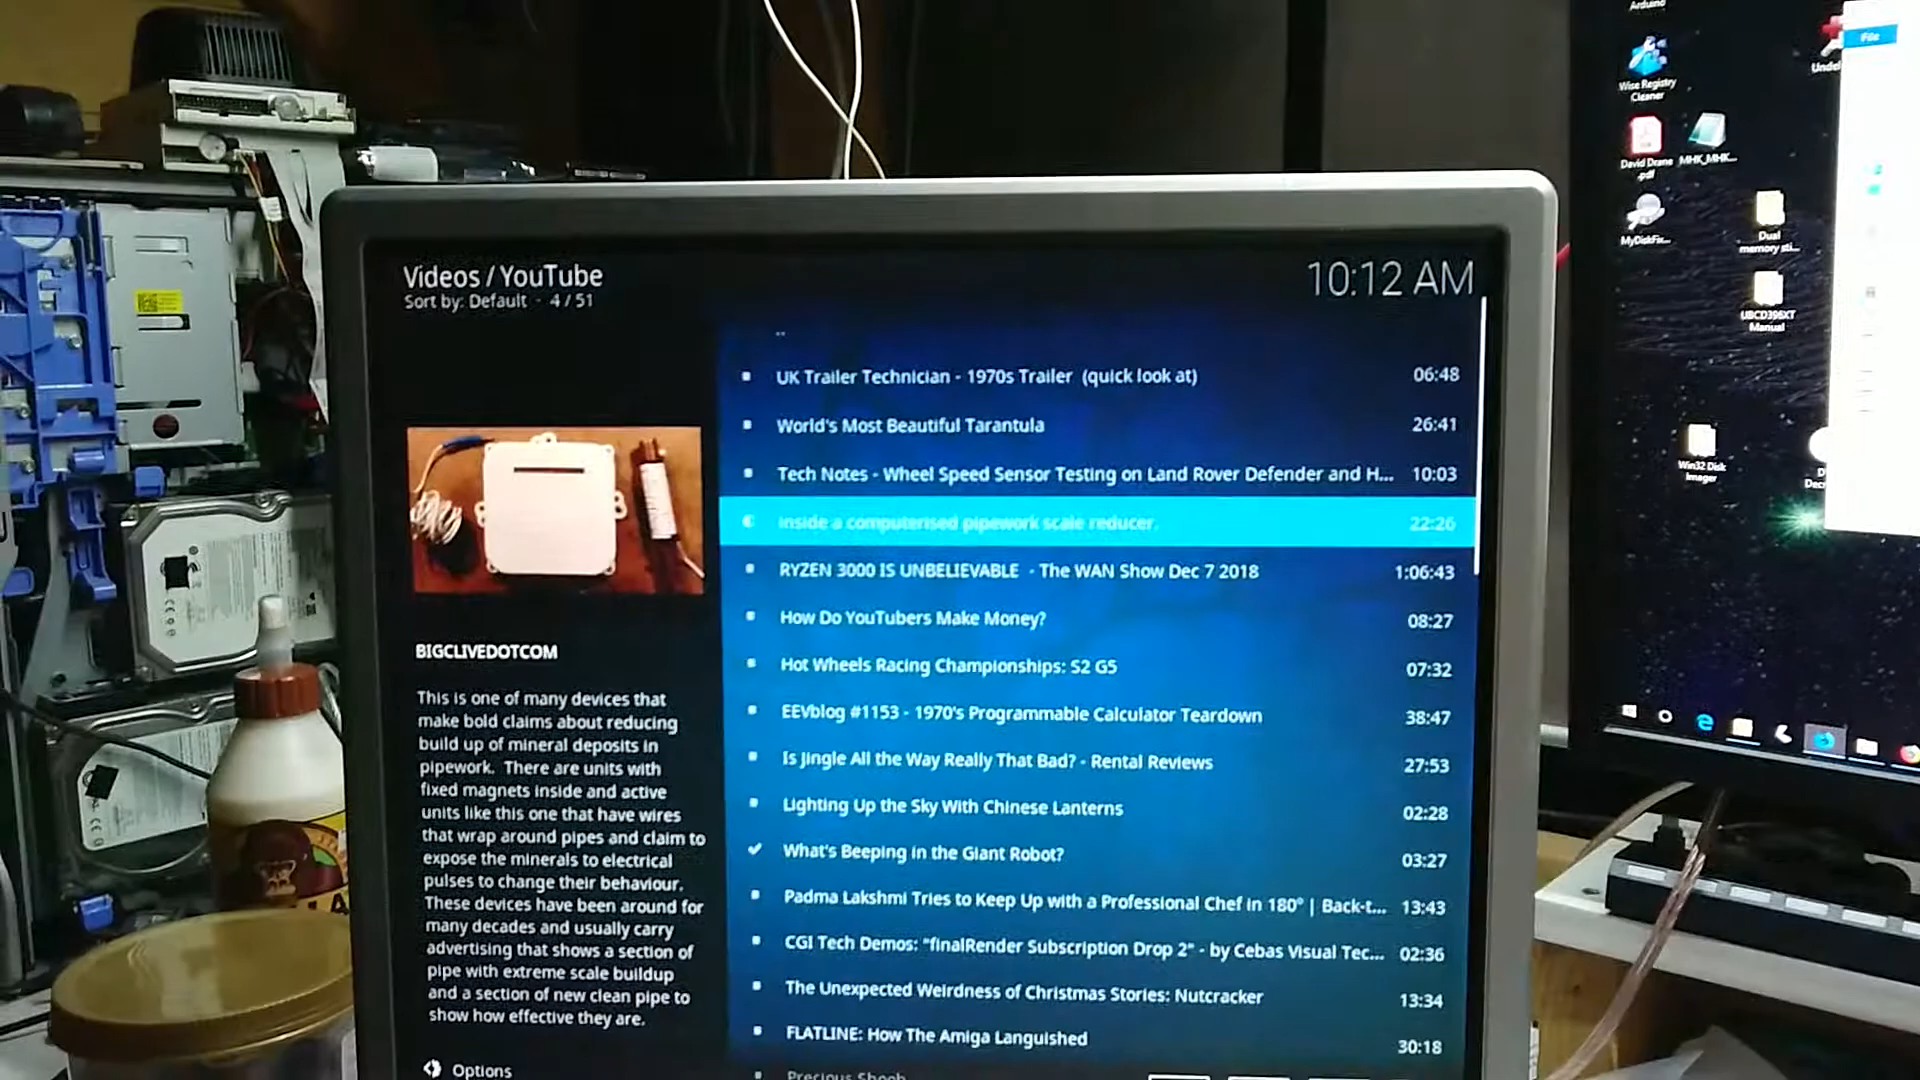 Videos / YouTube
Sort by: Default · 4 / 51
10:12 AM
..
UK Trailer Technician - 1970s Trailer (quick look at) 06:48
World's Most Beautiful Tarantula 26:41
Tech Notes - Wheel Speed Sensor Testing on Land Rover Defender and H... 10:03
Inside a computerised pipework scale reducer. 22:26
RYZEN 3000 IS UNBELIEVABLE - The WAN Show Dec 7 2018 1:06:43
How Do YouTubers Make Money? 08:27
Hot Wheels Racing Championships: S2 G5 07:32
EEVblog #1153 - 1970's Programmable Calculator Teardown 38:47
Is Jingle All the Way Really That Bad? - Rental Reviews 27:53
Lighting Up the Sky With Chinese Lanterns 02:28
What's Beeping in the Giant Robot? 03:27
Padma Lakshmi Tries to Keep Up with a Professional Chef in 180° | Back-t... 13:43
CGI Tech Demos: "finalRender Subscription Drop 2" - by Cebas Visual Tec... 02:36
The Unexpected Weirdness of Christmas Stories: Nutcracker 13:34
FLATLINE: How The Amiga Languished 30:18
Precious Shooh
BIGCLIVEDOTCOM
This is one of many devices that
make bold claims about reducing
build up of mineral deposits in
pipework. There are units with
fixed magnets inside and active
units like this one that have wires
that wrap around pipes and claim to
expose the minerals to electrical
pulses to change their behaviour.
These devices have been around for
many decades and usually carry
advertising that shows a section of
pipe with extreme scale buildup
and a section of new clean pipe to
show how effective they are.
Options
Arduino
Wise Registry
Cleaner
Undel
File
David Drane
.pdf
MHK_MHK...
MyDiskFix...
Dual
memory sti...
UBCD396XT
Manual
Win32 Disk
Imager